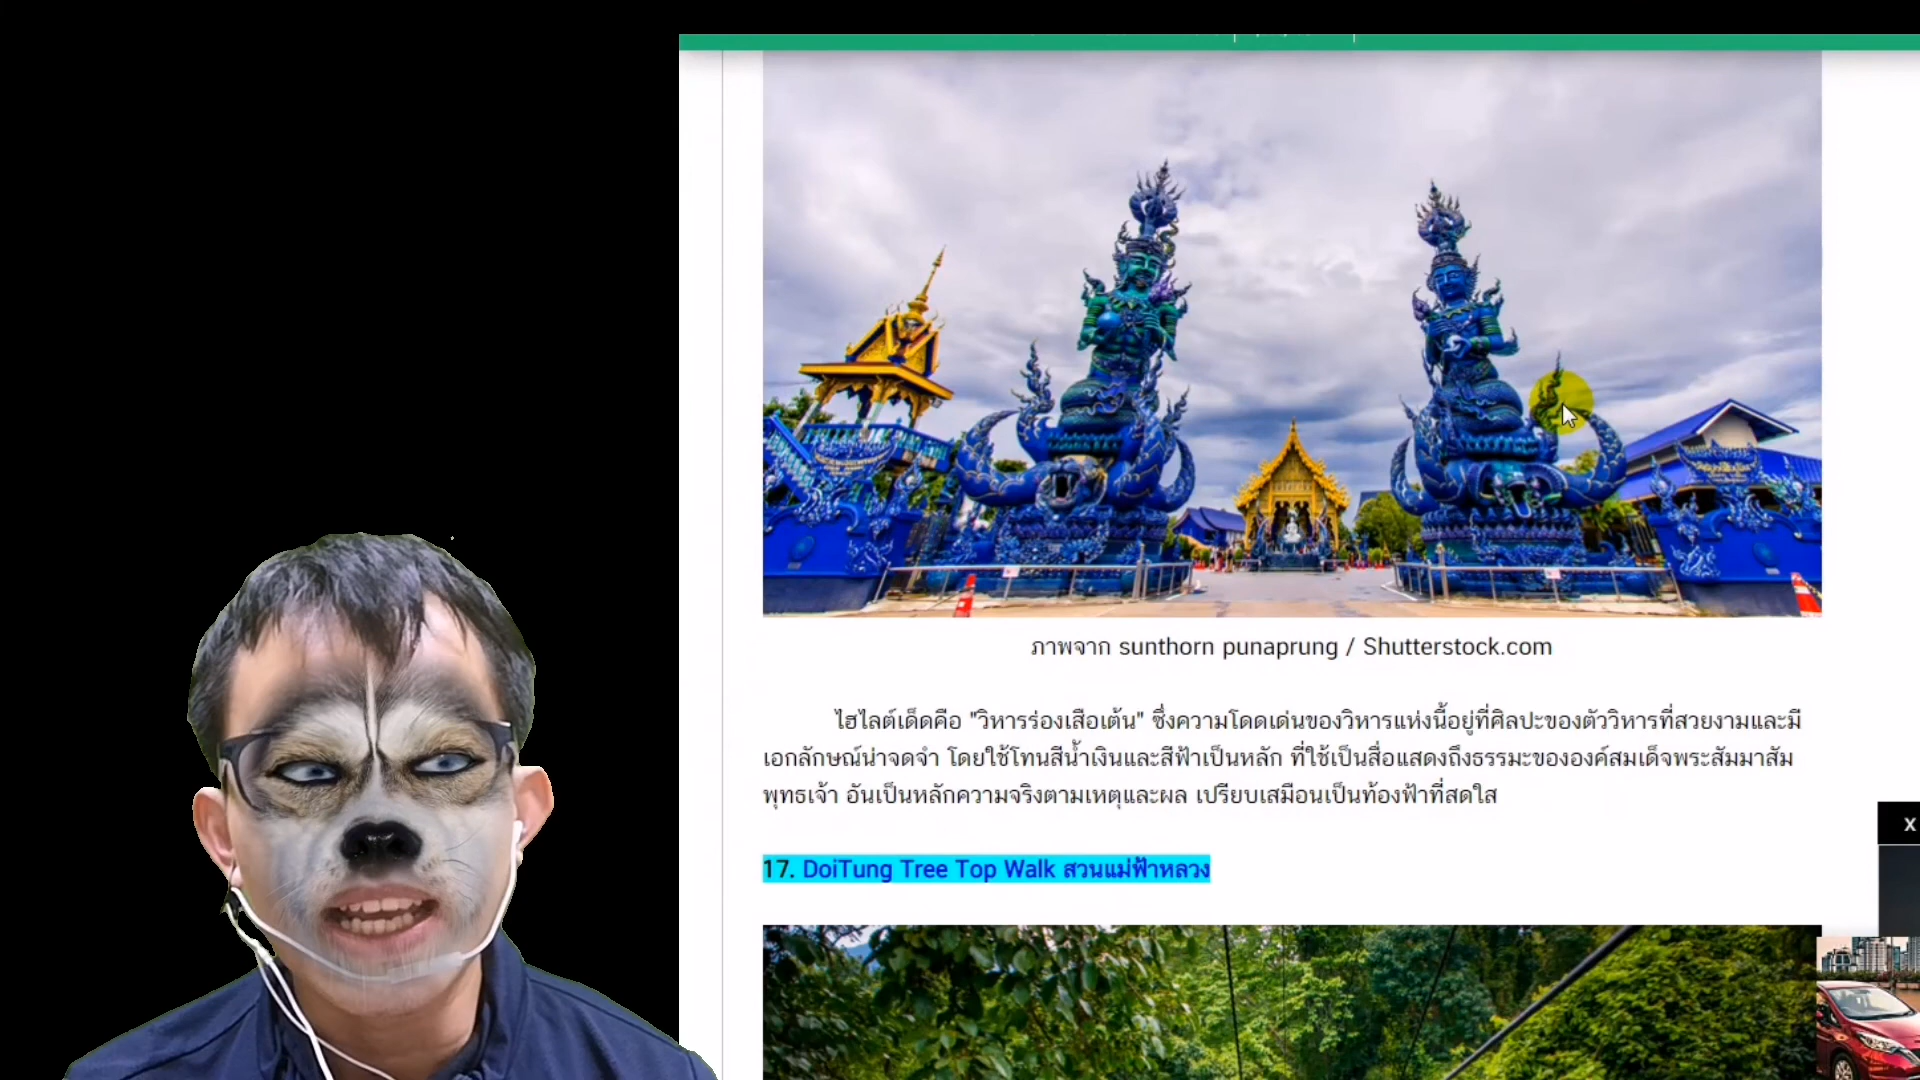 ภาพจาก sunthorn punaprung / Shutterstock.com
ไฮไลต์เด็ดคือ "วิหารร่องเสือเต้น" ซึ่งความโดดเด่นของวิหารแห่งนี้อยู่ที่ศิลปะของตัววิหารที่สวยงามและมี
เอกลักษณ์น่าจดจำ โดยใช้โทนสีน้ำเงินและสีฟ้าเป็นหลัก ที่ใช้เป็นสื่อแสดงถึงธรรมะขององค์สมเด็จพระสัมมาสัม
พุทธเจ้า อันเป็นหลักความจริงตามเหตุและผล เปรียบเสมือนเป็นท้องฟ้าที่สดใส
X
17. DoiTung Tree Top Walk สวนแม่ฟ้าหลวง